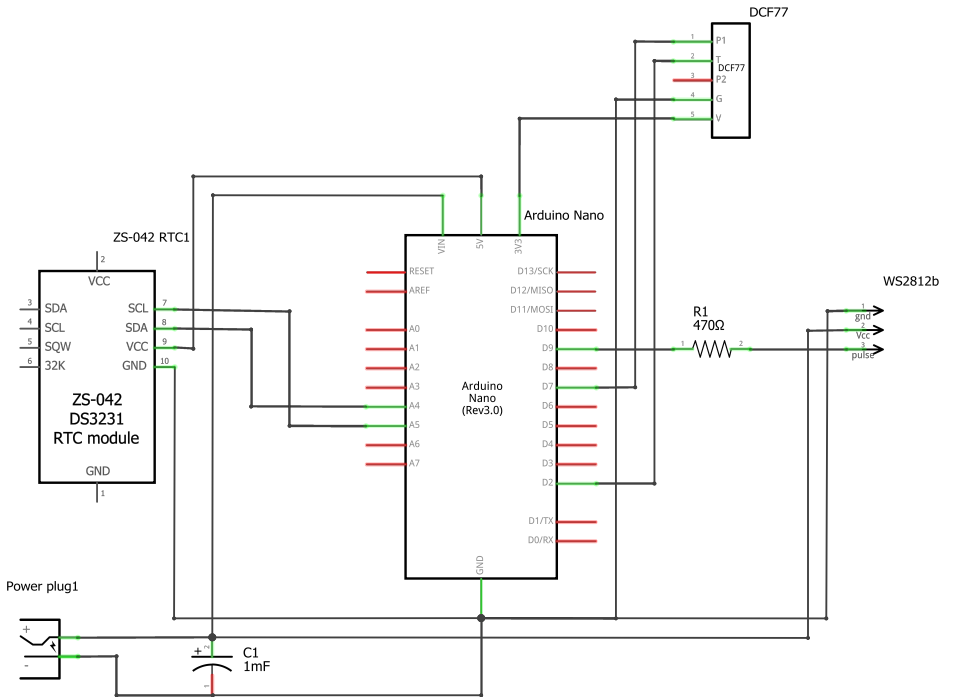 DCF77
1 P1
2 T
DCF77
3 P2
4 G
5 V
Arduino Nano
VIN
5V
3V3
RESET
AREF
A0
A1
A2
A3
A4
A5
A6
A7
D13/SCK
D12/MISO
D11/MOSI
D10
D9
D8
D7
D6
D5
D4
D3
D2
D1/TX
D0/RX
Arduino
Nano
(Rev3.0)
GND
ZS-042 RTC1
2
VCC
3 SDA
4 SCL
5 SQW
6 32K
SCL 7
SDA 8
VCC 9
GND 10
ZS-042
DS3231
RTC module
GND
1
R1
470Ω
1
2
WS2812b
1
gnd
2
Vcc
3
pulse
Power plug1
+
-
+
2
C1
1mF
1